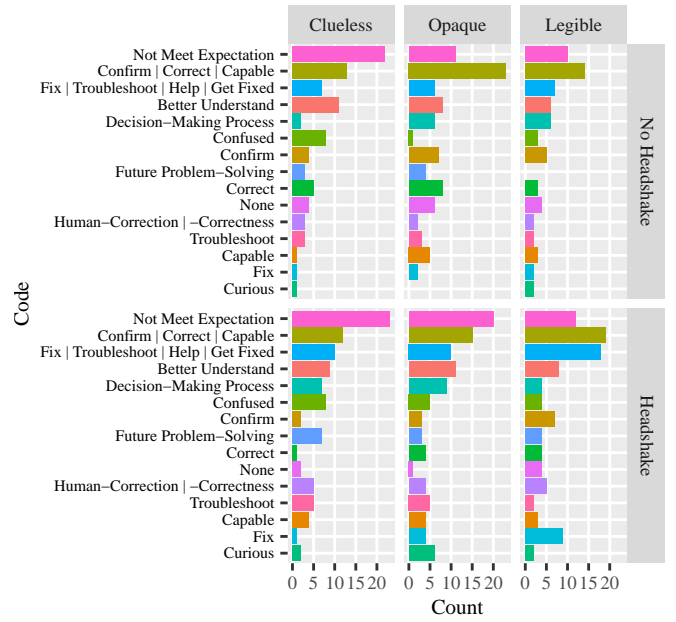 Clueless Opaque Legible
Not Meet Expectation
Confirm | Correct | Capable
Fix | Troubleshoot | Help | Get Fixed
Better Understand
Decision−Making Process
Confused
Confirm
Future Problem−Solving
Correct
None
Human−Correction | −Correctness
Troubleshoot
Capable
Fix
Curious
No Headshake
Not Meet Expectation
Confirm | Correct | Capable
Fix | Troubleshoot | Help | Get Fixed
Better Understand
Decision−Making Process
Confused
Confirm
Future Problem−Solving
Correct
None
Human−Correction | −Correctness
Troubleshoot
Capable
Fix
Curious
Headshake
Code
0 5 10 15 20 0 5 10 15 20 0 5 10 15 20
Count